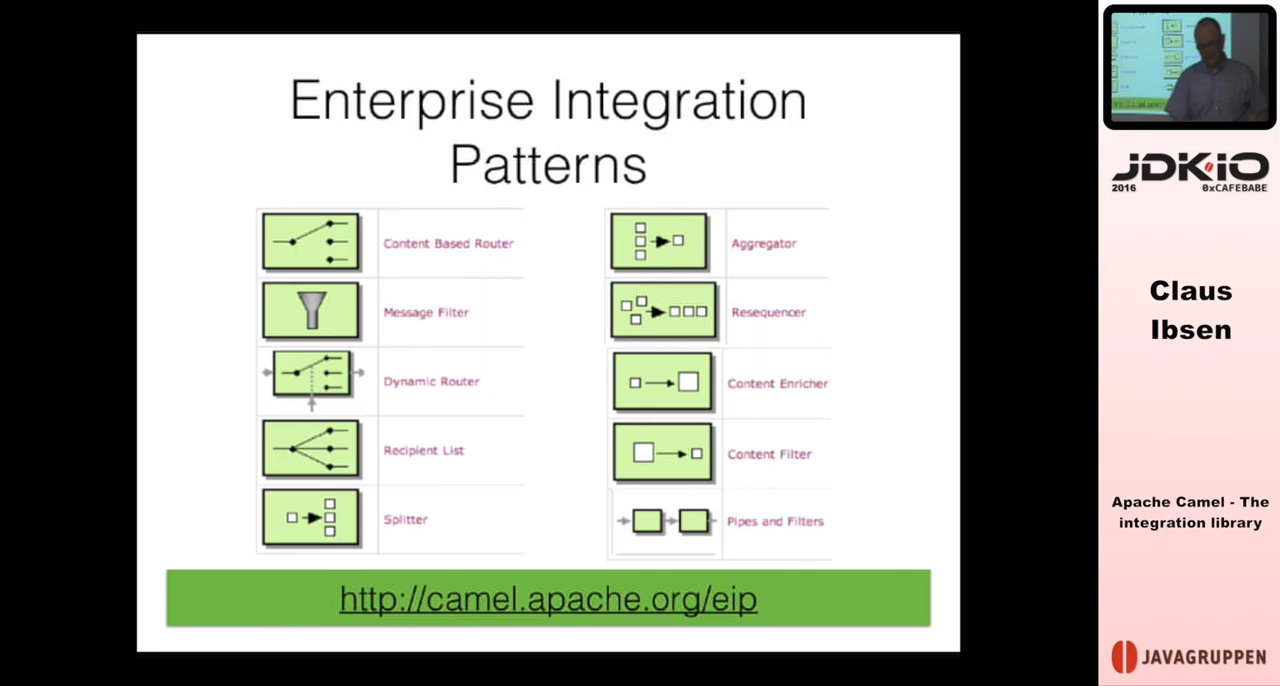 Enterprise Integration
Patterns
Content Based Router
Message Filter
Dynamic Router
Recipient List
Splitter
Aggregator
Resequencer
Content Enricher
Content Filter
Pipes and Filters
http://camel.apache.org/eip
JDK.iO
2016 0xCAFEBABE
Claus
Ibsen
Apache Camel - The
integration library
JAVAGRUPPEN